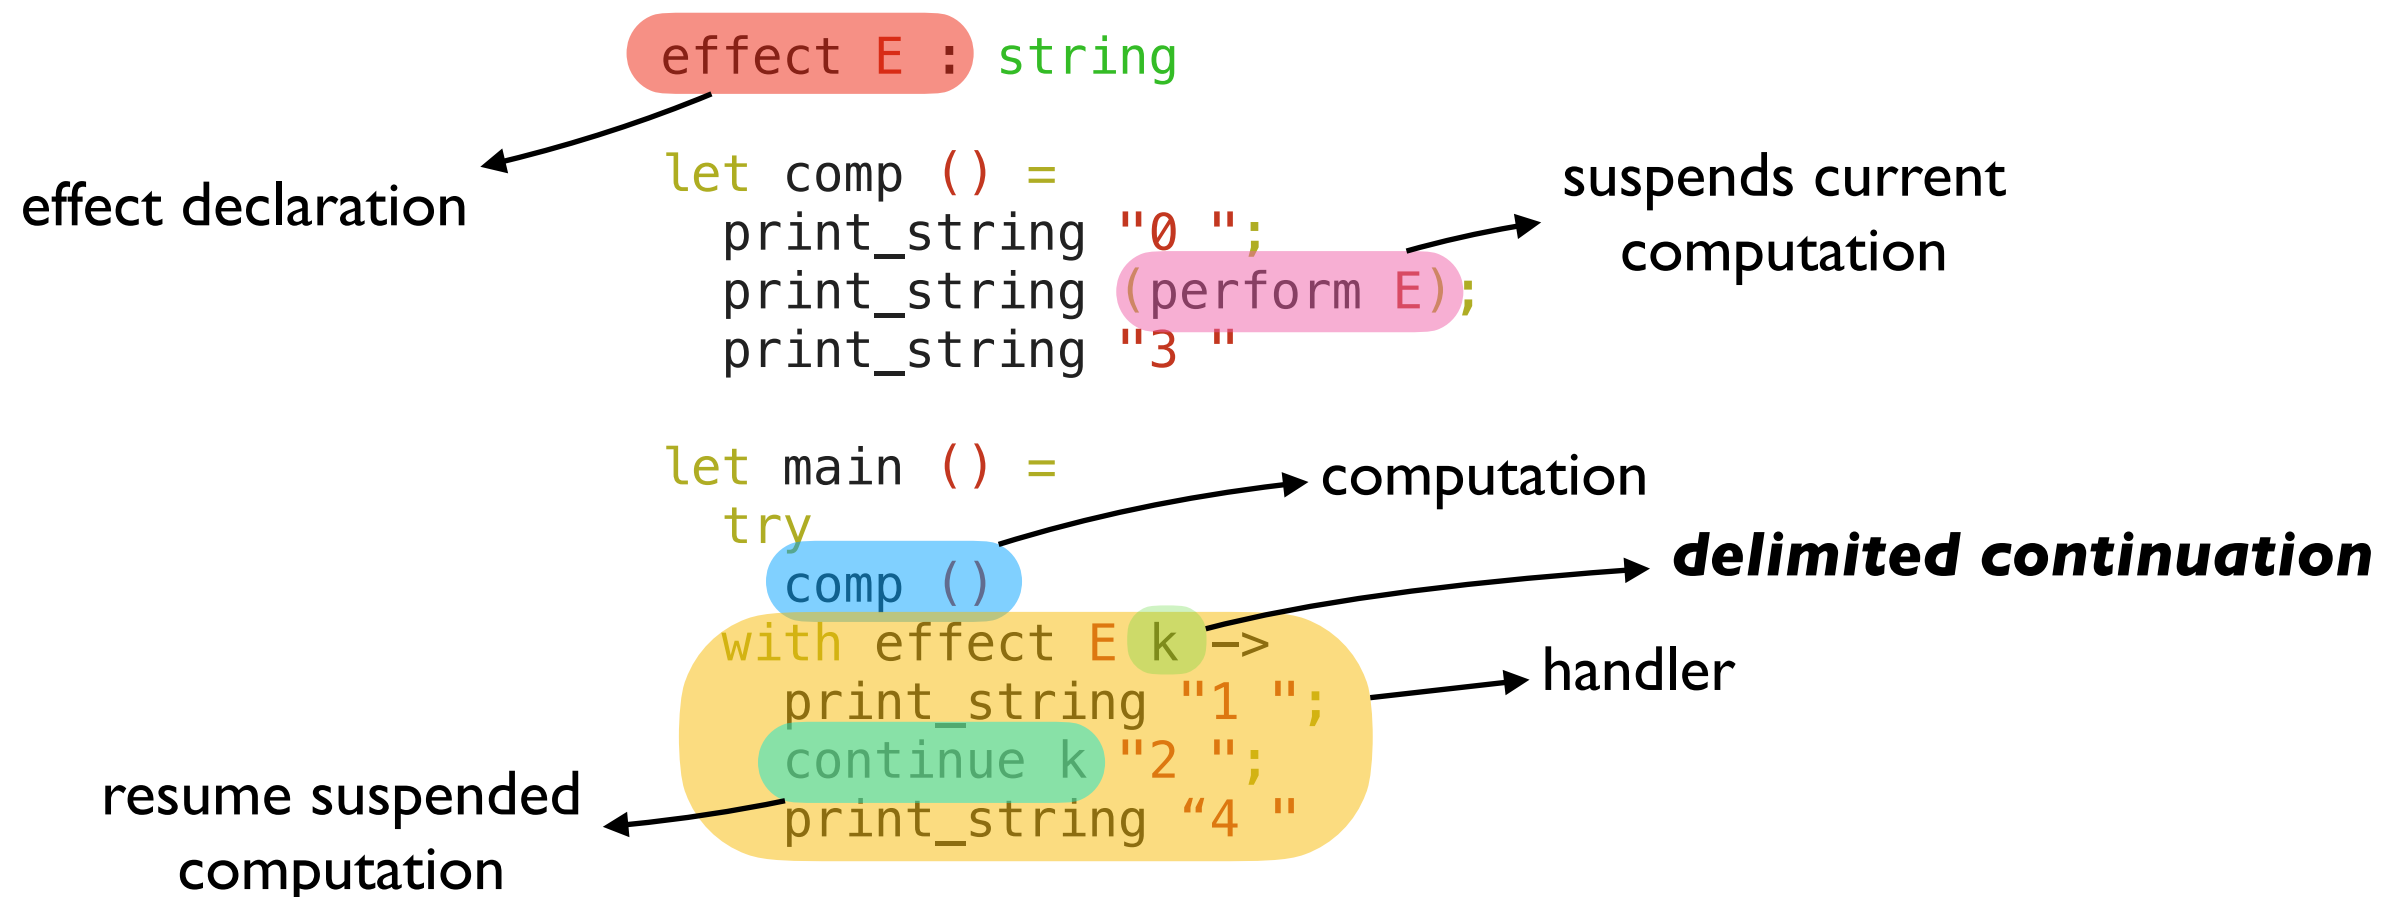 effect E : string
effect declaration
let comp () =
print_string "0 ";
print_string (perform E);
print_string "3 "
suspends current
computation
let main () =
try
comp ()
with effect E k ->
print_string "1 ";
continue k "2 ";
print_string “4 "
computation
delimited continuation
handler
resume suspended
computation